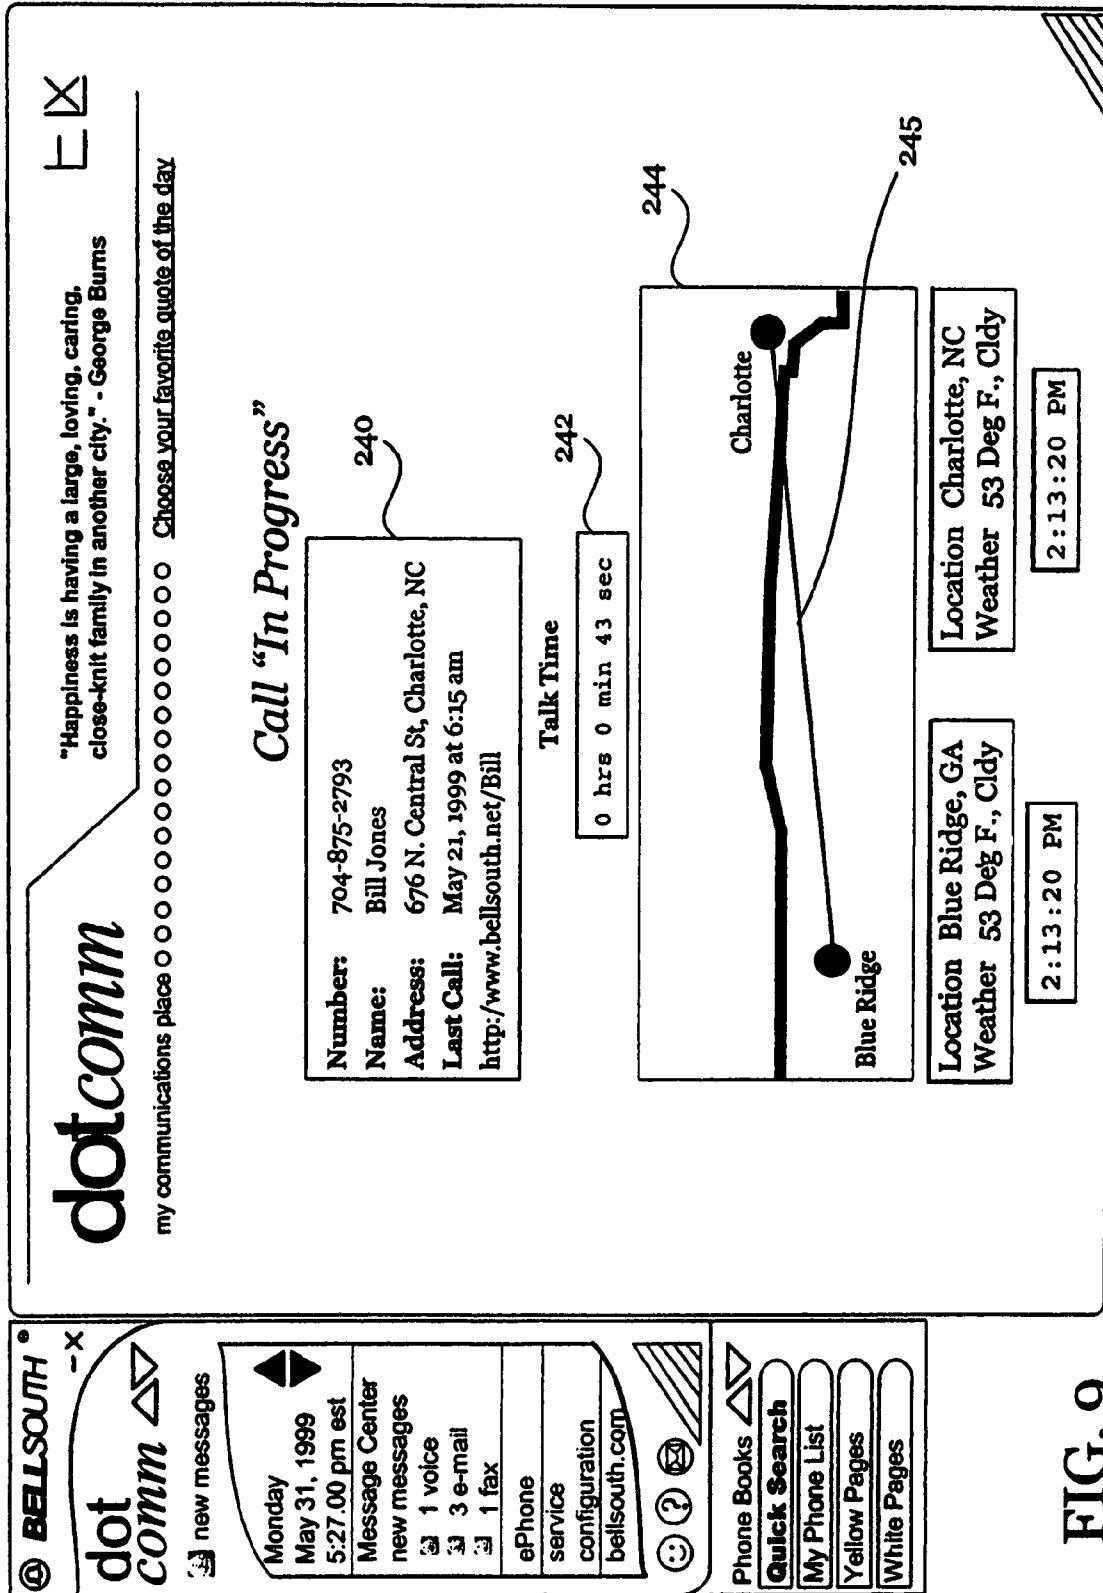 @ BELLSOUTH ®
- X
dot
comm
new messages
Monday
May 31, 1999
5:27.00 pm est
Message Center
new messages
1 voice
3 e-mail
1 fax
ePhone
service
configuration
bellsouth.com
?
Phone Books
Quick Search
My Phone List
Yellow Pages
White Pages
dotcomm
"Happiness is having a large, loving, caring,
close-knit family in another city." - George Burns
my communications place Choose your favorite quote of the day
Call “In Progress”
Number: 704-875-2793
Name: Bill Jones
Address: 676 N. Central St, Charlotte, NC
Last Call: May 21, 1999 at 6:15 am
http:/www.bellsouth.net/Bill
240
Talk Time
0 hrs 0 min 43 sec
242
Charlotte
Blue Ridge
244
245
Location Blue Ridge, GA
Weather 53 Deg F., Cldy
2:13:20 PM
Location Charlotte, NC
Weather 53 Deg F., Cldy
2:13:20 PM
FIG. 9